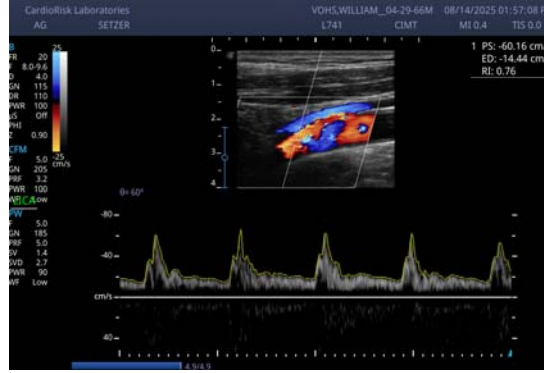 CardioRisk Laboratories VOHS,WILLIAM__04-29-66M 08/14/2025 01:57:08 P
AG SETZER L741 CIMT MI 0.4 TIS 0.0
B
FR 20
F 8.0-9.6
D 4.0
GN 115
DR 110
PWR 100
µS Off
PHI
Z 0.90
CFM
F 5.0
GN 205
PRF 3.2
PWR 100
WF Low
ICA
PW
F 5.0
GN 185
PRF 5.0
SV 1.4
SVD 2.7
PWR 90
WF Low
25
-25
cm/s
0
1
2
3
4
1 PS: -60.16 cm/
ED: -14.44 cm/
RI: 0.76
θ= 60°
-80
-40
cm/s
40
4.9/4.9